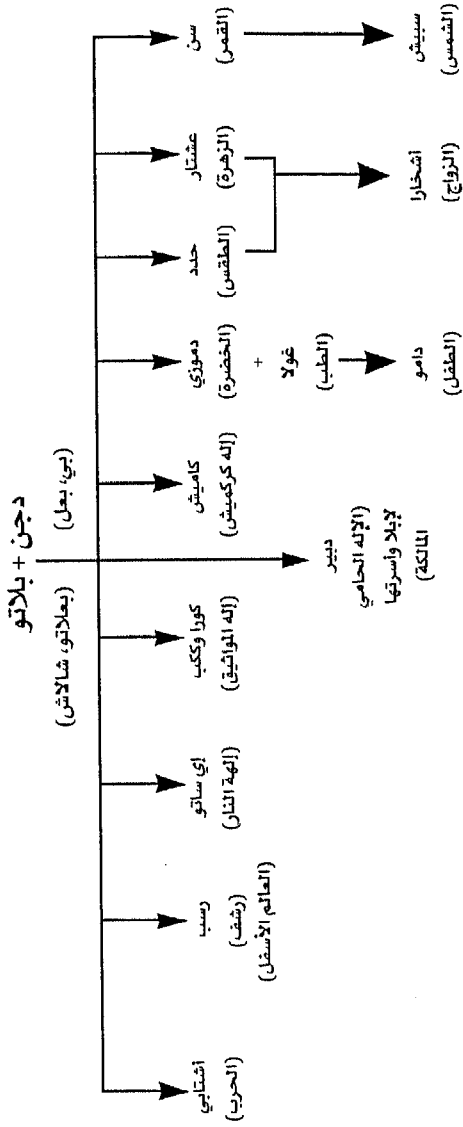 دجن + بلاتو
(بي، بعل)
(بعلاتو، شالاش)
سن
(القمر)
سبيش
(الشمس)
عشتار
(الزهرة)
حدد
(الطقس)
أشخارا
(الزواج)
دموزي
(الخضرة)
+
غولا
(الطب)
دامو
(الطفل)
كاميش
(إله كركميش)
دبير
(الإله الحامي
لإبلا وأسرتها
المالكة)
كورا وككب
(إله المواثيق)
إي ساتو
(إلهة النار)
رسب
(رشف)
(العالم الأسفل)
أشتابي
(الحرب)